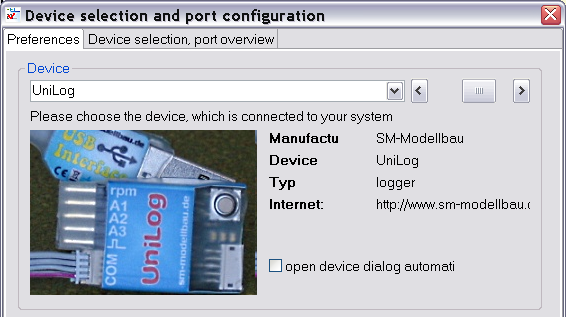 Device selection and port configuration
Preferences
Device selection, port overview
Device
UniLog
Please choose the device, which is connected to your system
Manufactu SM-Modellbau
Device UniLog
Typ logger
Internet: http://www.sm-modellbau.
open device dialog automati
USB
Interface
rpm
A1
A2
A3
COM
UniLog
sm-modellbau.de